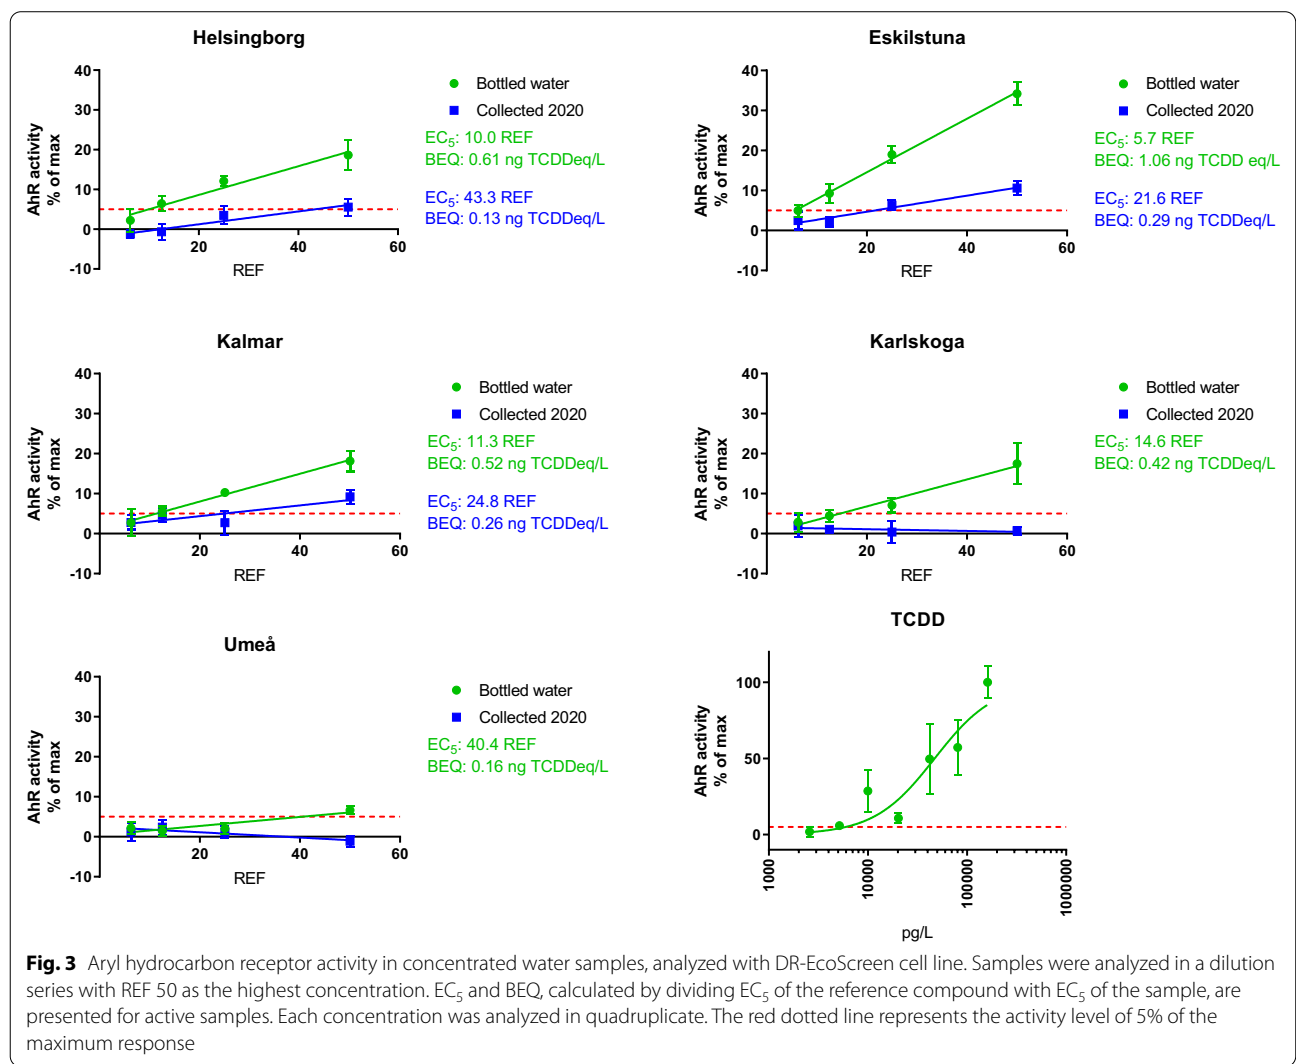 Helsingborg
40
30
20
10
0
-10
AhR activity
% of max
20
40
60
REF
Bottled water
Collected 2020
EC5: 10.0 REF
BEQ: 0.61 ng TCDDeq/L
EC5: 43.3 REF
BEQ: 0.13 ng TCDDeq/L
Eskilstuna
40
30
20
10
0
-10
AhR activity
% of max
20
40
60
REF
Bottled water
Collected 2020
EC5: 5.7 REF
BEQ: 1.06 ng TCDD eq/L
EC5: 21.6 REF
BEQ: 0.29 ng TCDDeq/L
Kalmar
40
30
20
10
0
-10
AhR activity
% of max
20
40
60
REF
Bottled water
Collected 2020
EC5: 11.3 REF
BEQ: 0.52 ng TCDDeq/L
EC5: 24.8 REF
BEQ: 0.26 ng TCDDeq/L
Karlskoga
40
30
20
10
0
-10
AhR activity
% of max
20
40
60
REF
Bottled water
Collected 2020
EC5: 14.6 REF
BEQ: 0.42 ng TCDDeq/L
Umeå
40
30
20
10
0
-10
AhR activity
% of max
20
40
60
REF
Bottled water
Collected 2020
EC5: 40.4 REF
BEQ: 0.16 ng TCDDeq/L
TCDD
100
50
0
AhR activity
% of max
1000
10000
100000
1000000
pg/L
Fig. 3 Aryl hydrocarbon receptor activity in concentrated water samples, analyzed with DR-EcoScreen cell line. Samples were analyzed in a dilution
series with REF 50 as the highest concentration. EC5 and BEQ, calculated by dividing EC5 of the reference compound with EC5 of the sample, are
presented for active samples. Each concentration was analyzed in quadruplicate. The red dotted line represents the activity level of 5% of the
maximum response